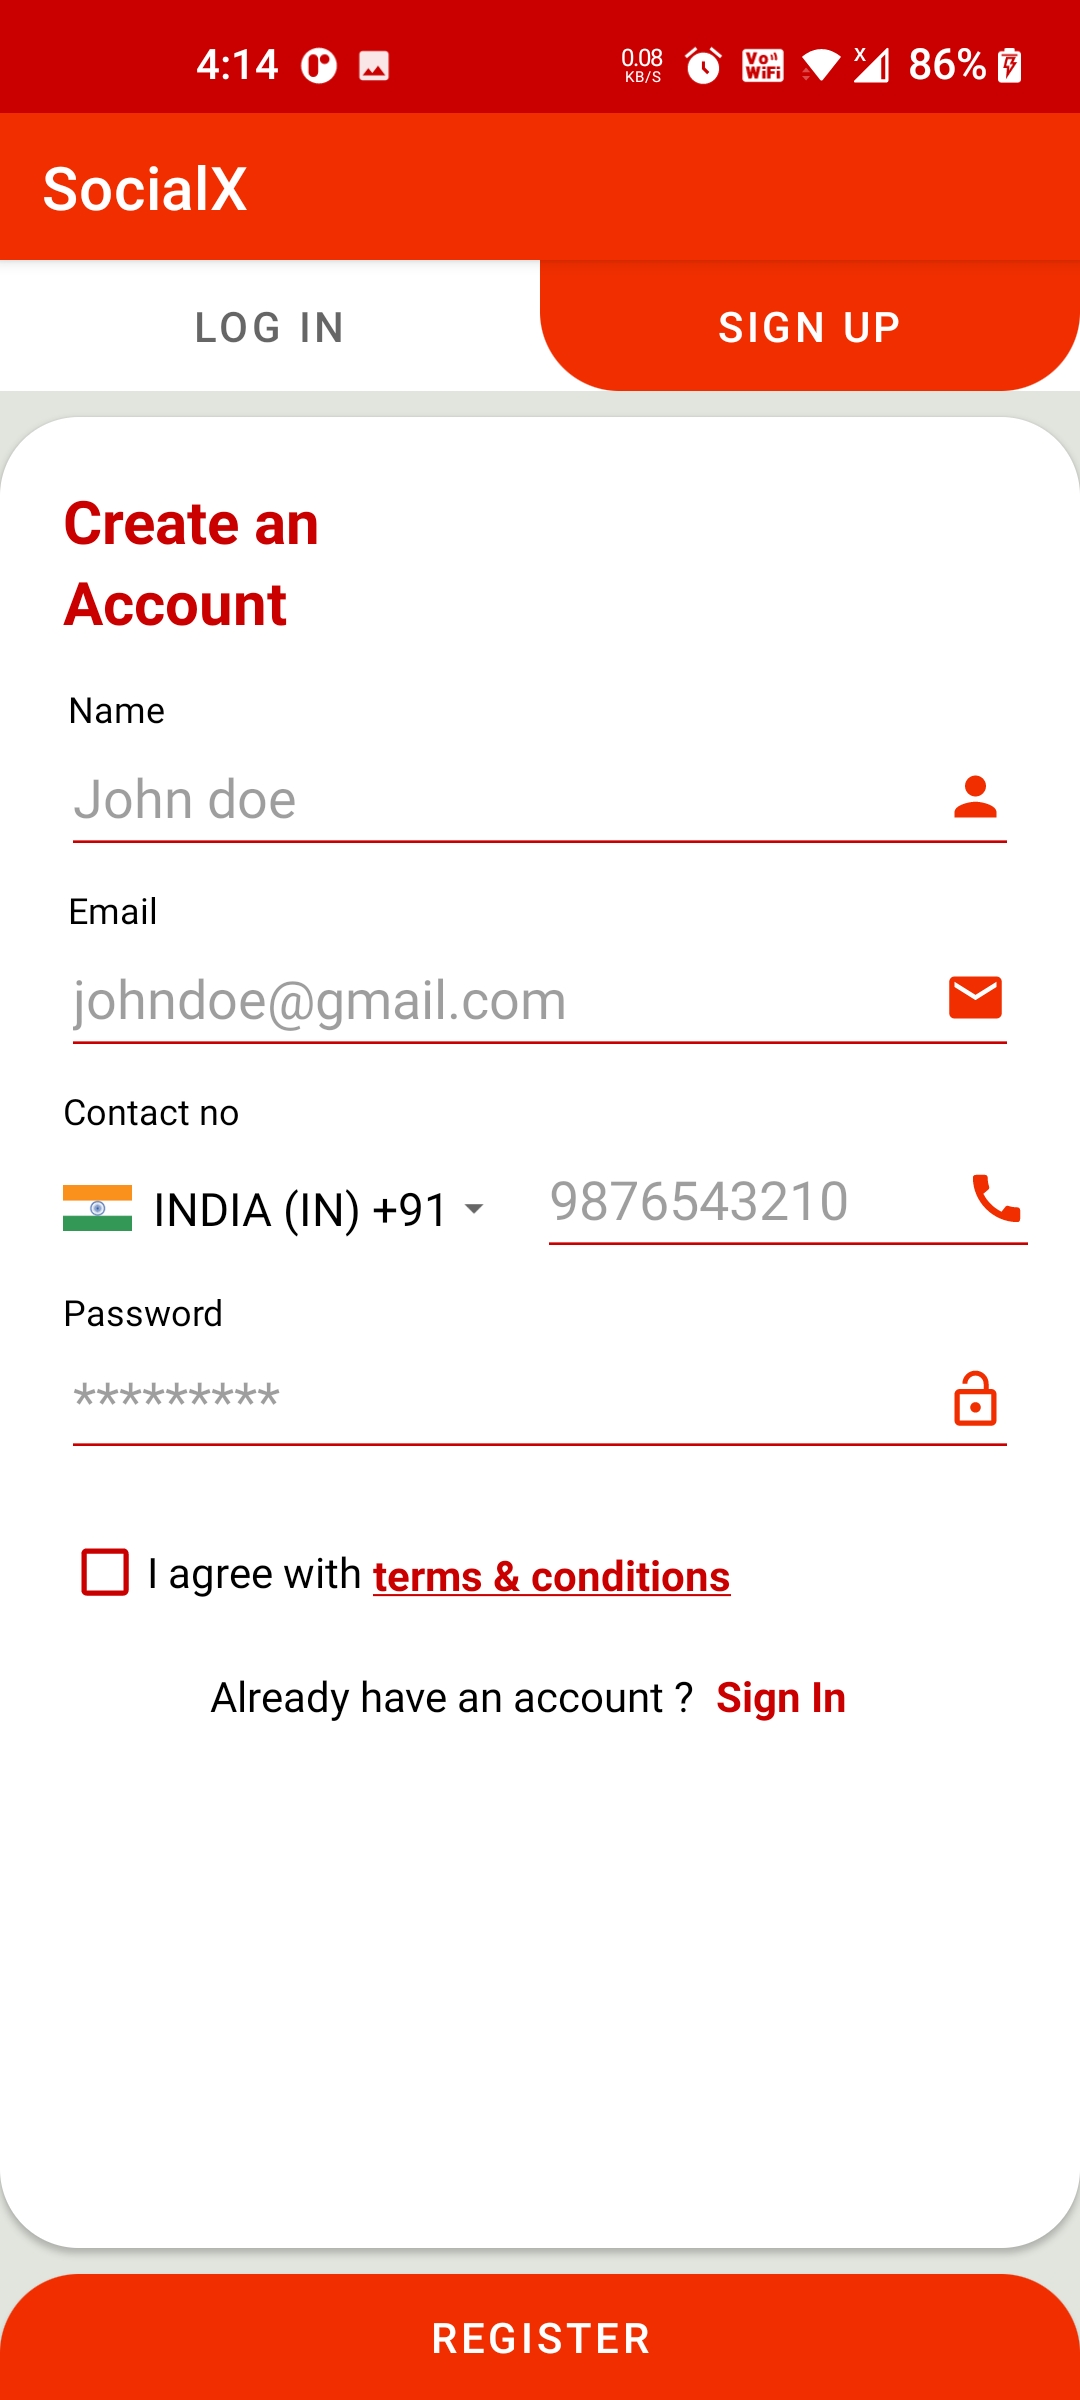 4:14 0.08 KB/S Vo WiFi X 86%
SocialX
LOG IN SIGN UP
Create an
Account
Name
John doe
Email
johndoe@gmail.com
Contact no
INDIA (IN) +91 9876543210
Password
*********
I agree with terms & conditions
Already have an account ? Sign In
REGISTER